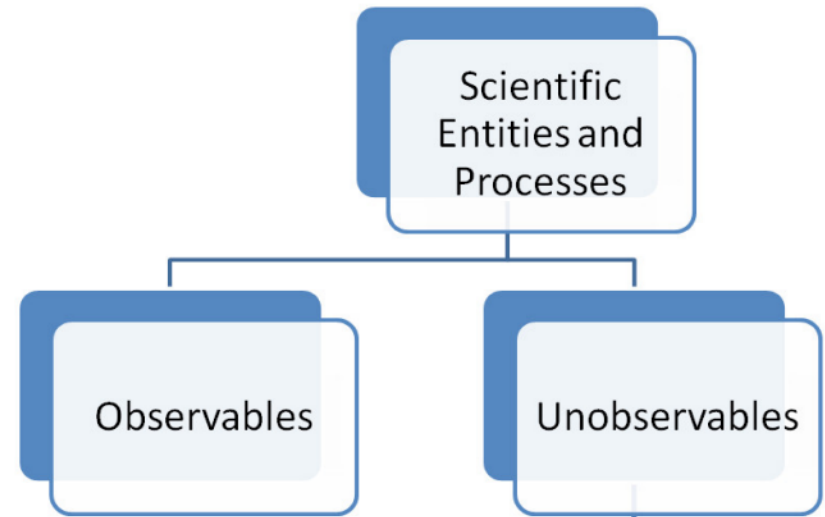 Scientific
Entities and
Processes
Observables
Unobservables